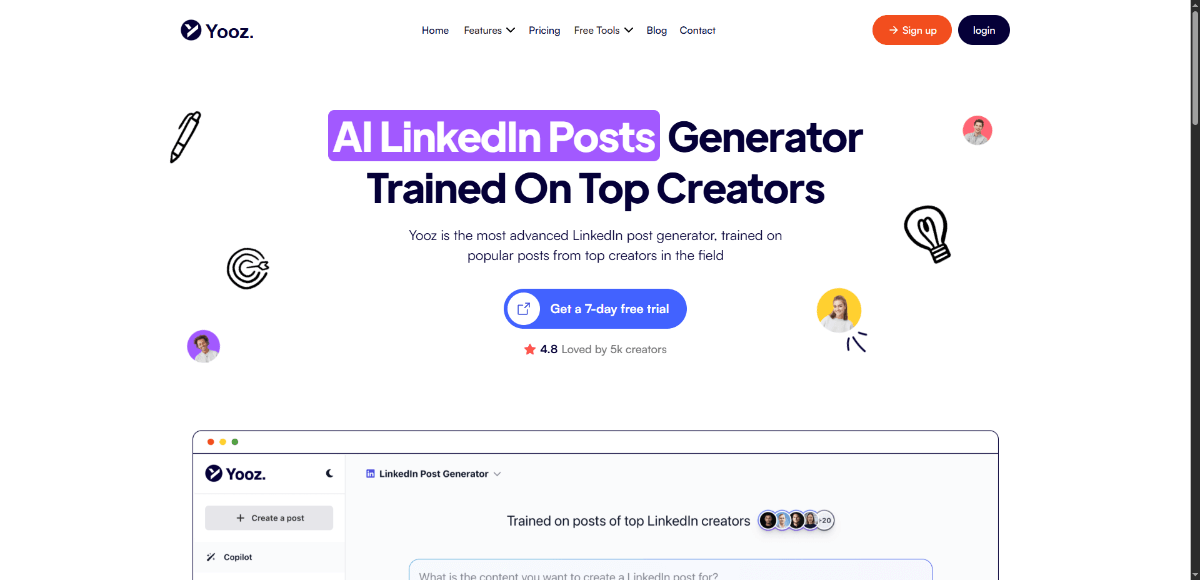 Yooz.
Home Features Pricing Free Tools Blog Contact
Sign up
login
AI LinkedIn Posts Generator
Trained On Top Creators
Yooz is the most advanced LinkedIn post generator, trained on
popular posts from top creators in the field
Get a 7-day free trial
4.8 Loved by 5k creators
Yooz.
LinkedIn Post Generator
Create a post
Trained on posts of top LinkedIn creators +20
Copilot
What is the content you want to create a LinkedIn post for?